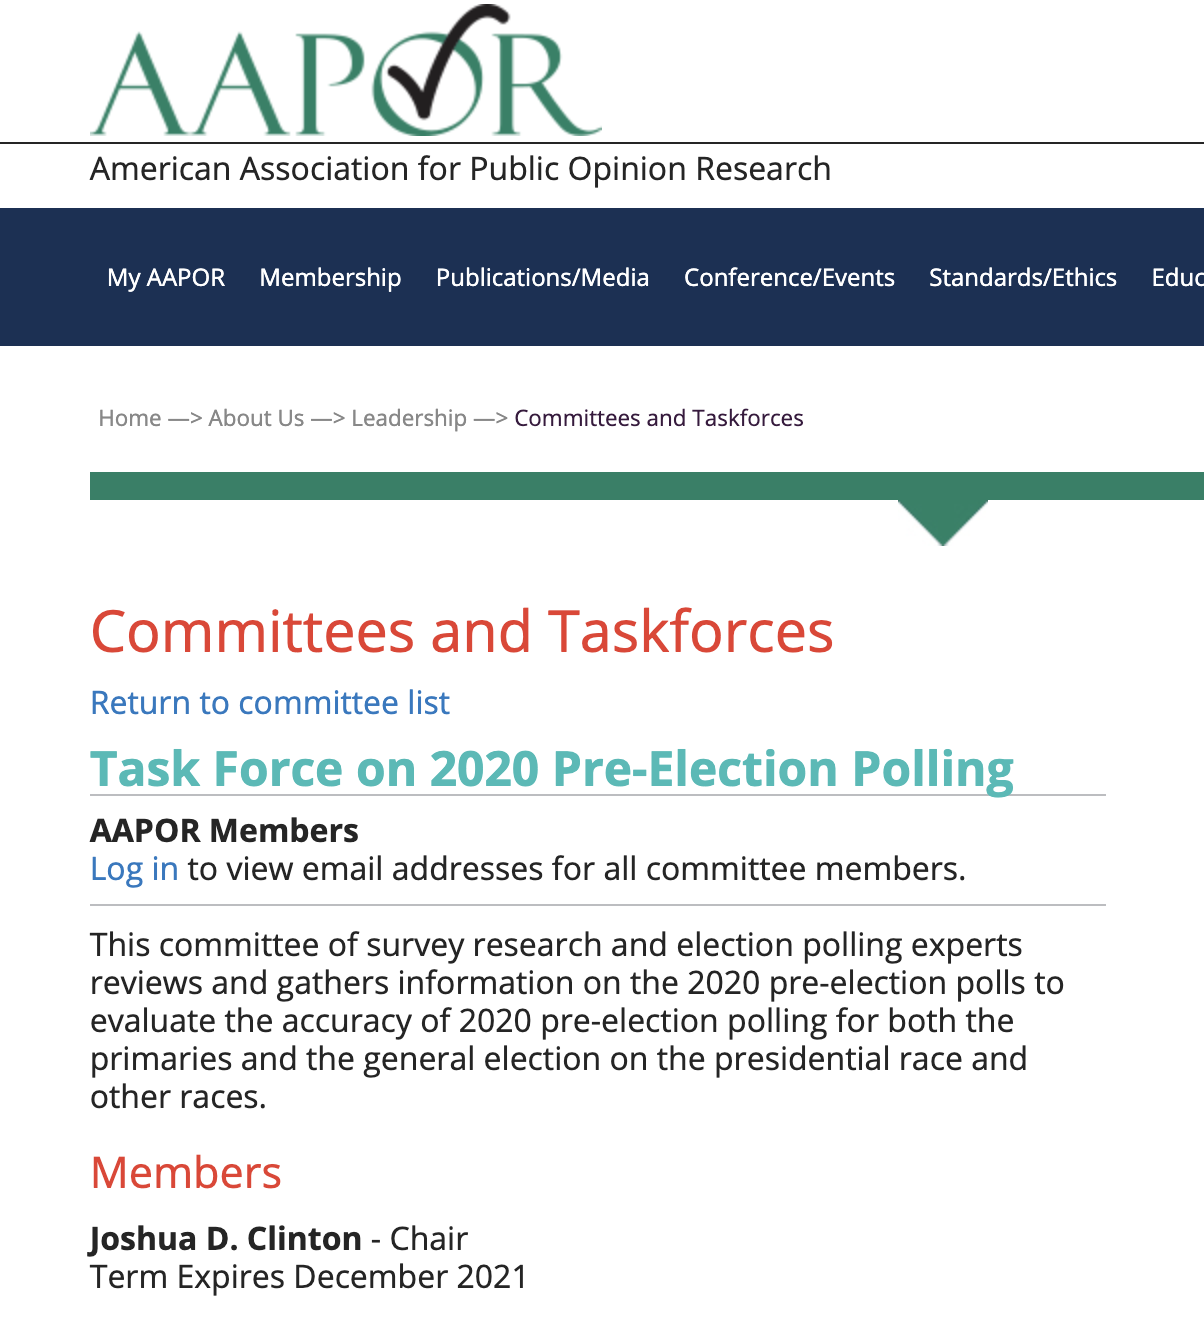 AAPOR
American Association for Public Opinion Research
My AAPOR Membership Publications/Media Conference/Events Standards/Ethics Educ
Home —> About Us —> Leadership —> Committees and Taskforces
Committees and Taskforces
Return to committee list
Task Force on 2020 Pre-Election Polling
AAPOR Members
Log in to view email addresses for all committee members.
This committee of survey research and election polling experts
reviews and gathers information on the 2020 pre-election polls to
evaluate the accuracy of 2020 pre-election polling for both the
primaries and the general election on the presidential race and
other races.
Members
Joshua D. Clinton - Chair
Term Expires December 2021